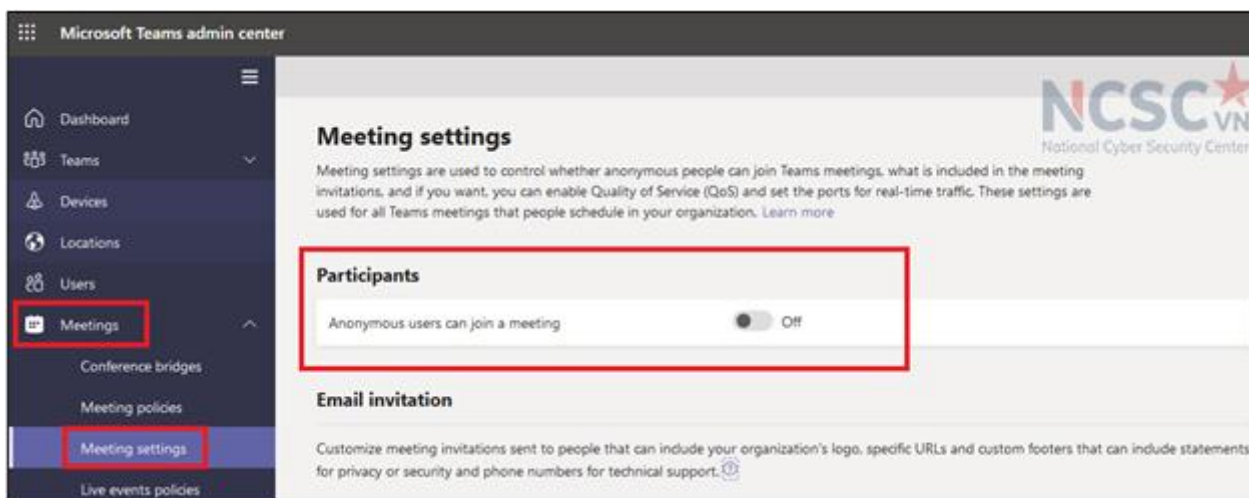 Microsoft Teams admin center
NCSC
VN
National Cyber Security Center
Dashboard
Teams
Devices
Locations
Users
Meetings
Conference bridges
Meeting policies
Meeting settings
Live events policies
Meeting settings
Meeting settings are used to control whether anonymous people can join Teams meetings, what is included in the meeting
invitations, and if you want, you can enable Quality of Service (QoS) and set the ports for real-time traffic. These settings are
used for all Teams meetings that people schedule in your organization. Learn more
Participants
Anonymous users can join a meeting
Off
Email invitation
Customize meeting invitations sent to people that can include your organization's logo, specific URLs and custom footers that can include statements
for privacy or security and phone numbers for technical support.